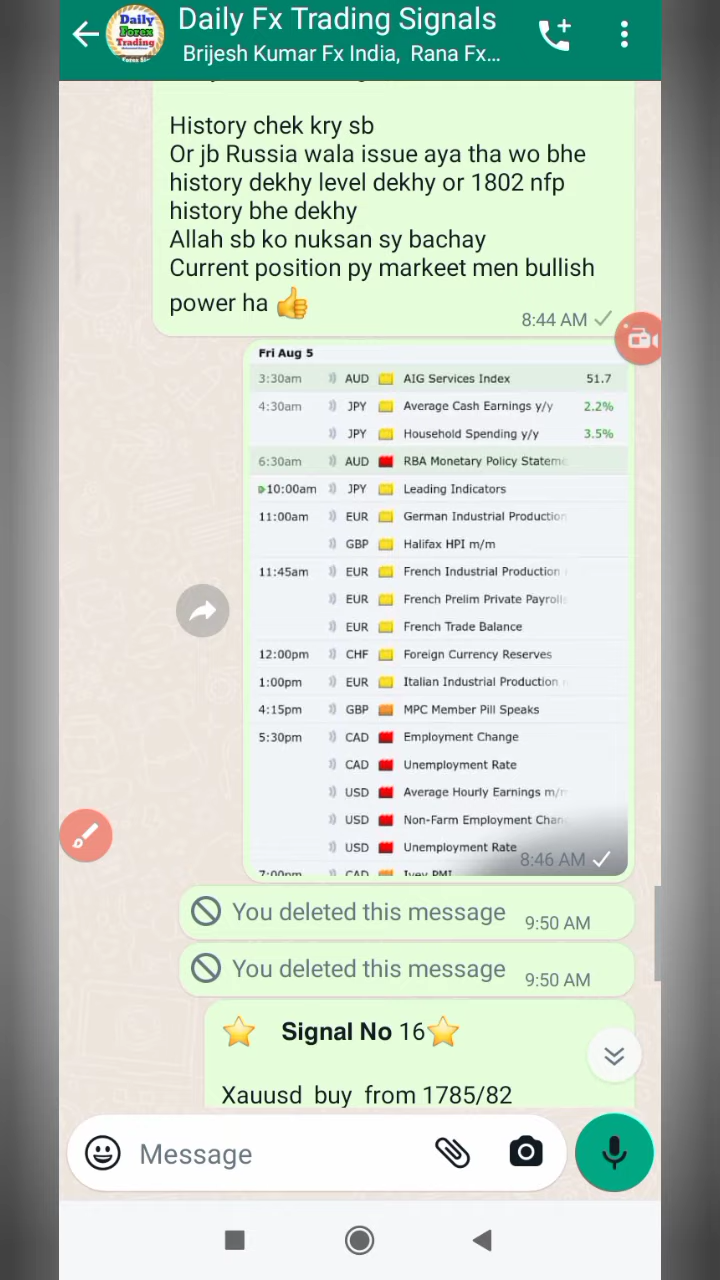 Daily
Forex
Trading
Daily Fx Trading Signals
Brijesh Kumar Fx India, Rana Fx...
History chek kry sb
Or jb Russia wala issue aya tha wo bhe
history dekhy level dekhy or 1802 nfp
history bhe dekhy
Allah sb ko nuksan sy bachay
Current position py markeet men bullish
power ha 👍
8:44 AM
Fri Aug 5
3:30am AUD AIG Services Index 51.7
4:30am JPY Average Cash Earnings y/y 2.2%
JPY Household Spending y/y 3.5%
6:30am AUD RBA Monetary Policy Stateme
10:00am JPY Leading Indicators
11:00am EUR German Industrial Production
GBP Halifax HPI m/m
11:45am EUR French Industrial Production
EUR French Prelim Private Payrolls
EUR French Trade Balance
12:00pm CHF Foreign Currency Reserves
1:00pm EUR Italian Industrial Production
4:15pm GBP MPC Member Pill Speaks
5:30pm CAD Employment Change
CAD Unemployment Rate
USD Average Hourly Earnings m/m
USD Non-Farm Employment Chan
USD Unemployment Rate
7:00pm CAD Ivey PMI
8:46 AM
You deleted this message 9:50 AM
You deleted this message 9:50 AM
⭐ Signal No 16⭐
Xauusd buy from 1785/82
Message